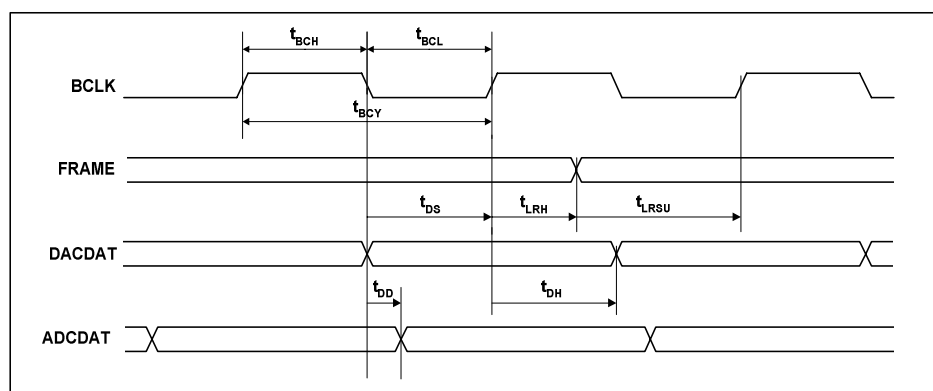 tBCH tBCL
BCLK
tBCY
FRAME
tDS tLRH tLRSU
DACDAT
tDD tDH
ADCDAT